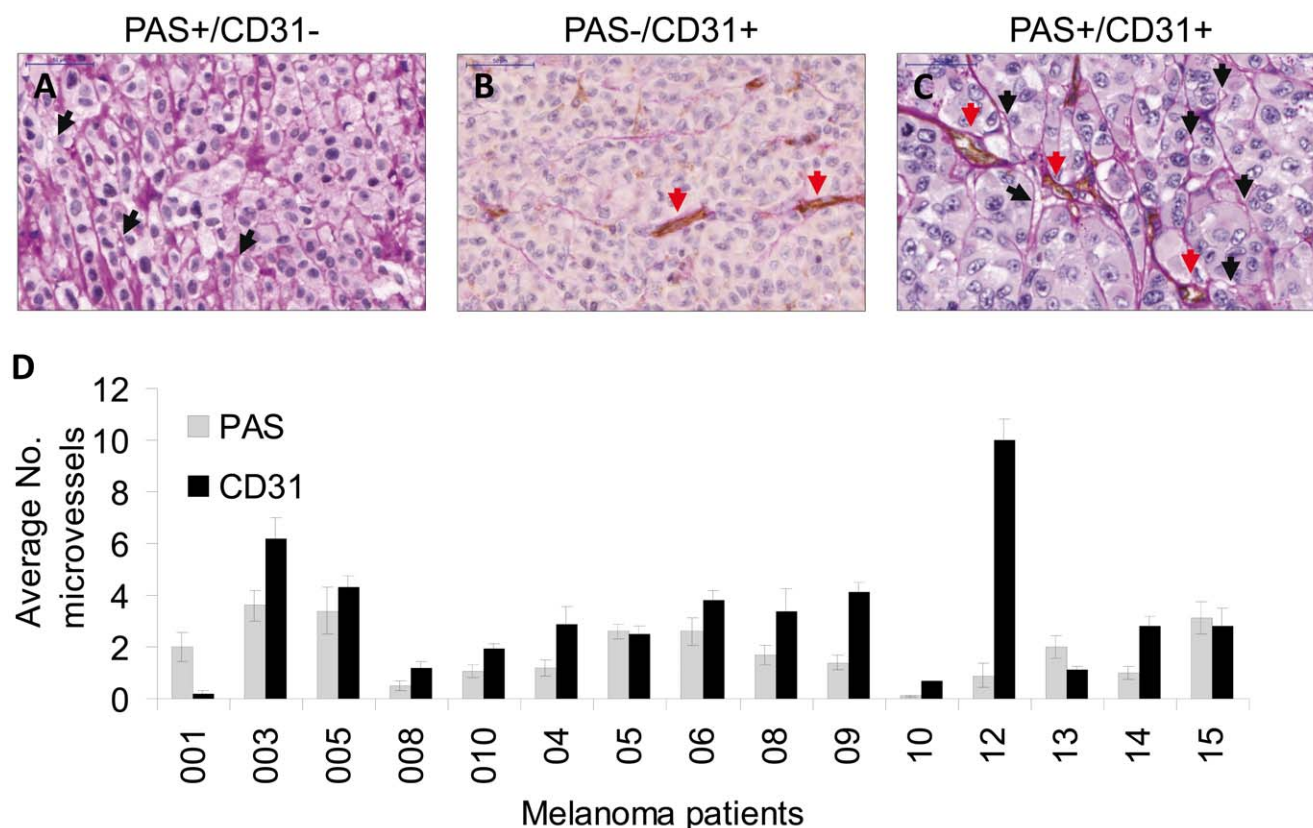 PAS+/CD31- PAS-/CD31+ PAS+/CD31+
A B C
D
12
10
8
6
4
2
0
Average No.
microvessels
PAS
CD31
001 003 005 008 010 04 05 06 08 09 10 12 13 14 15
Melanoma patients